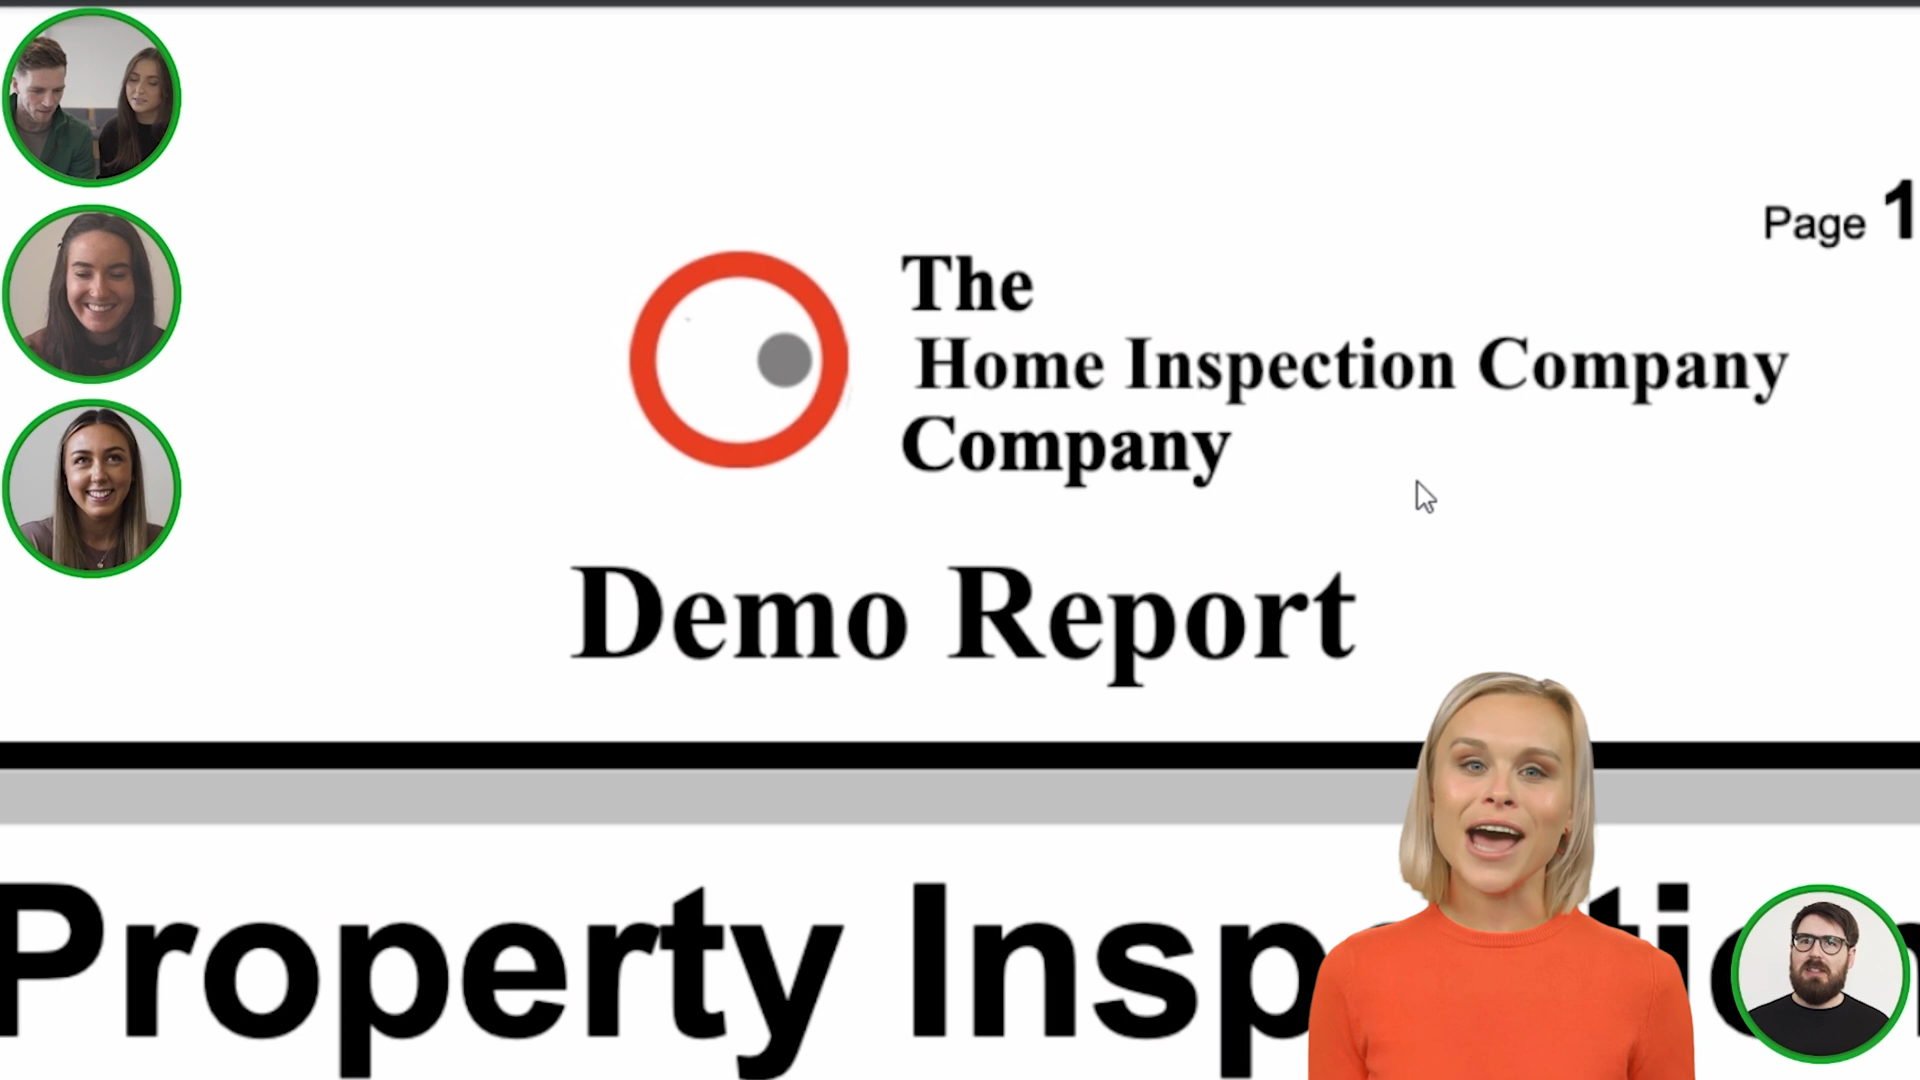 Page 1
The
Home Inspection Company
Company
Demo Report
Property Insp